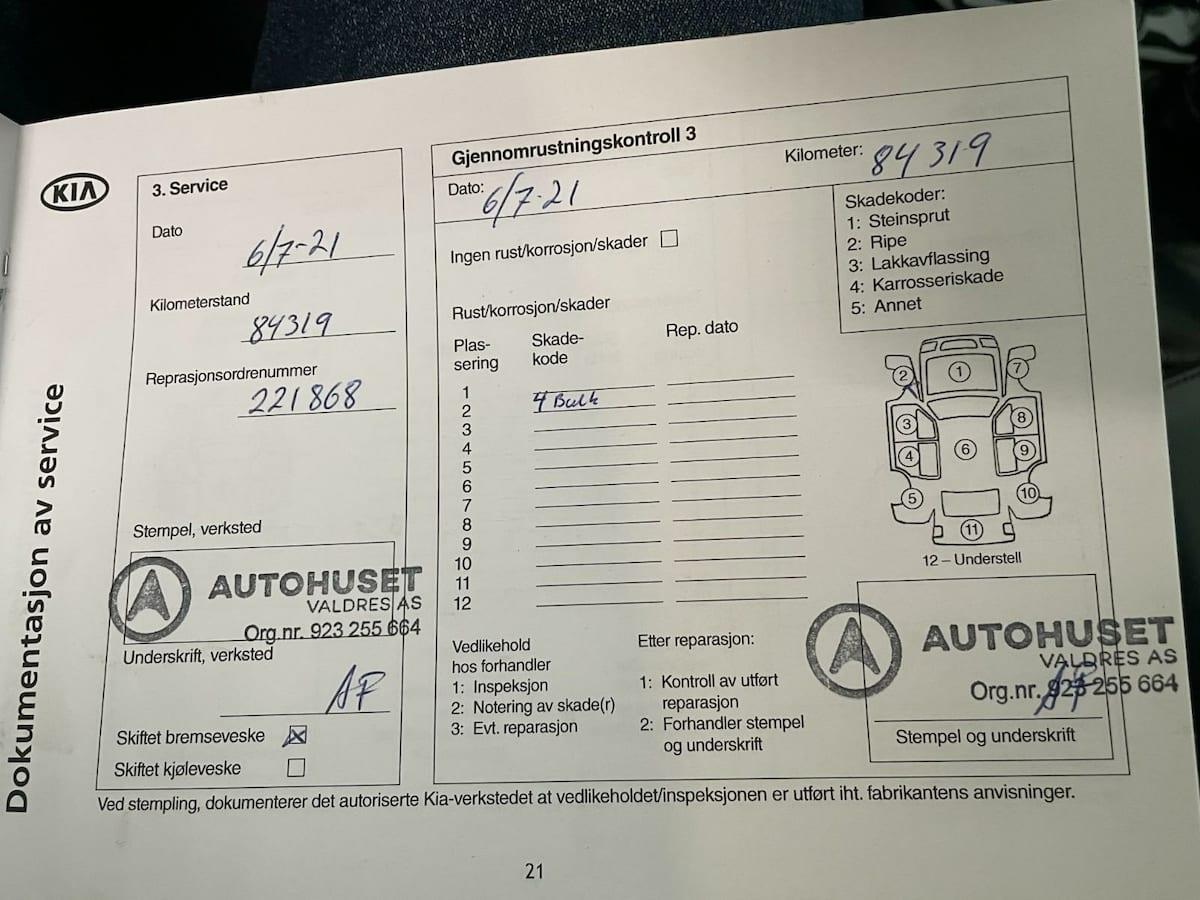 Dokumentasjon av service
KIA
3. Service
Dato
6/7-21
Kilometerstand
84319
Reprasjonsordrenummer
221868
Stempel, verksted
AUTOHUSET
VALDRES AS
Org.nr. 923 255 664
Underskrift, verksted
AF
Skiftet bremseveske
Skiftet kjøleveske
Gjennomrustningskontroll 3
Dato: 6/7-21
Kilometer: 84319
Ingen rust/korrosjon/skader
Rust/korrosjon/skader
Plas-
sering
Skade-
kode
Rep. dato
1
2 4 Bulk
3
4
5
6
7
8
9
10
11
12
Skadekoder:
1: Steinsprut
2: Ripe
3: Lakkavflassing
4: Karrosseriskade
5: Annet
1
2
7
3
8
4
6
9
5
10
11
12 – Understell
Vedlikehold
hos forhandler
1: Inspeksjon
2: Notering av skade(r)
3: Evt. reparasjon
Etter reparasjon:
1: Kontroll av utført
reparasjon
2: Forhandler stempel
og underskrift
AUTOHUSET
VALDRES AS
Org.nr. 923 255 664
AF
Stempel og underskrift
Ved stempling, dokumenterer det autoriserte Kia-verkstedet at vedlikeholdet/inspeksjonen er utført iht. fabrikantens anvisninger.
21